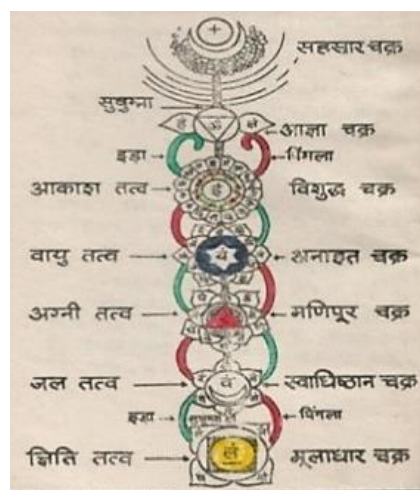 सहसार चक्र
सुषुम्ना
हं ॐ क्षं
आज्ञा चक्र
इड़ा
पिंगला
आकाश तत्व
हं
विशुद्ध चक्र
वायु तत्व
यं
अनाहत चक्र
अग्नी तत्व
मणिपूर चक्र
जल तत्व
वं
स्वाधिष्ठान चक्र
इड़ा
पिंगला
क्षिति तत्व
लं
मूलाधार चक्र